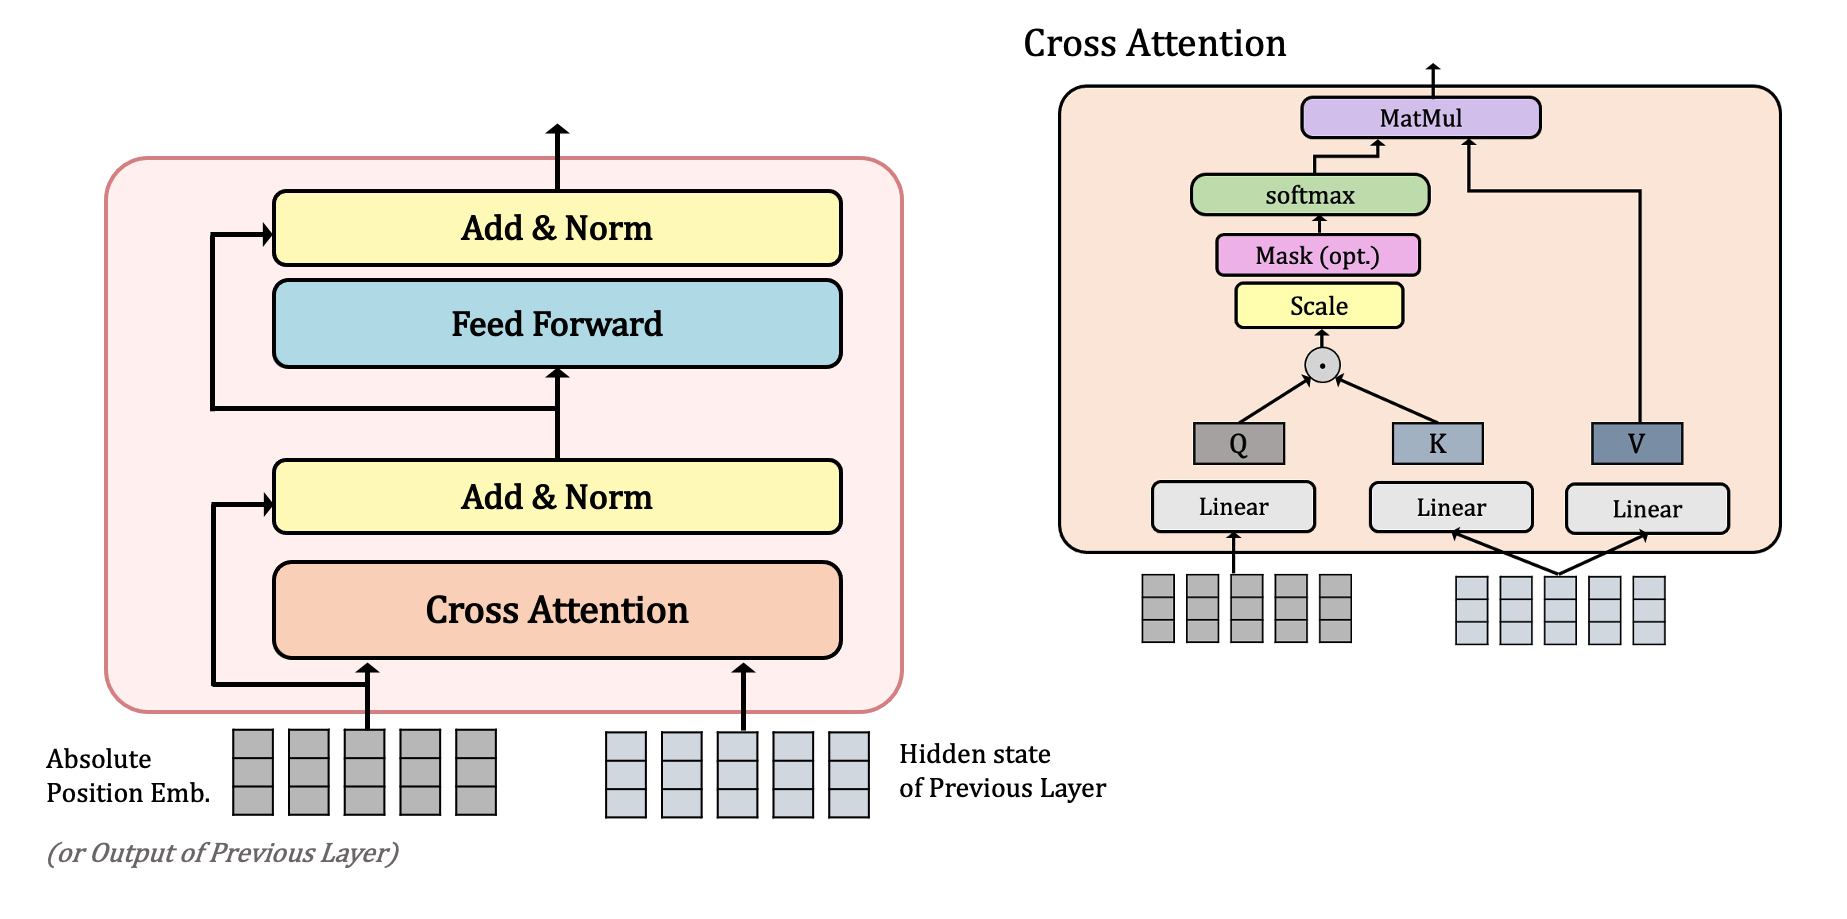 Add & Norm
Feed Forward
Add & Norm
Cross Attention
Absolute
Position Emb.
(or Output of Previous Layer)
Hidden state
of Previous Layer
Cross Attention
MatMul
softmax
Mask (opt.)
Scale
Q
K
V
Linear
Linear
Linear